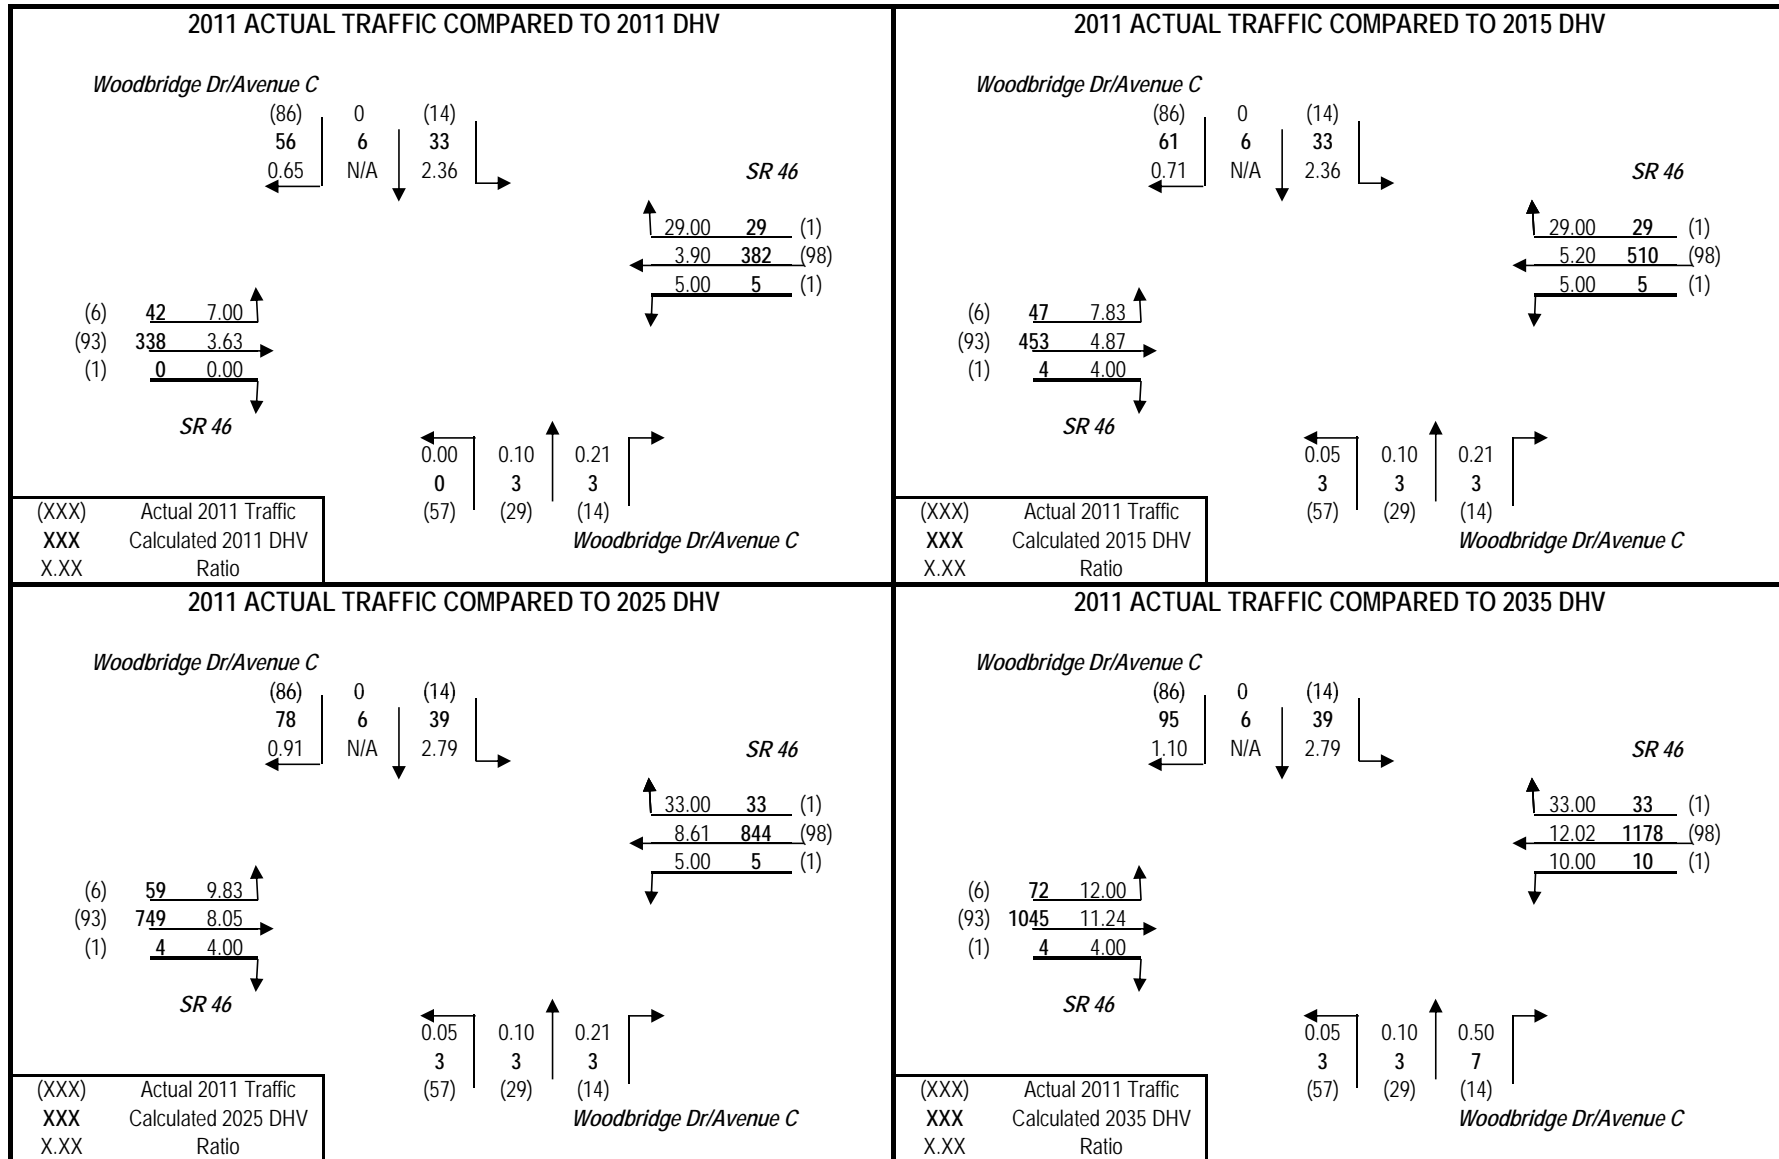 2011 ACTUAL TRAFFIC COMPARED TO 2011 DHV
Woodbridge Dr/Avenue C
(86) 0 (14)
56 6 33
0.65 N/A 2.36
SR 46
29.00 29 (1)
3.90 382 (98)
5.00 5 (1)
(6) 42 7.00
(93) 338 3.63
(1) 0 0.00
SR 46
0.00 0.10 0.21
0 3 3
(57) (29) (14)
Woodbridge Dr/Avenue C
(XXX) Actual 2011 Traffic
XXX Calculated 2011 DHV
X.XX Ratio
2011 ACTUAL TRAFFIC COMPARED TO 2015 DHV
Woodbridge Dr/Avenue C
(86) 0 (14)
61 6 33
0.71 N/A 2.36
SR 46
29.00 29 (1)
5.20 510 (98)
5.00 5 (1)
(6) 47 7.83
(93) 453 4.87
(1) 4 4.00
SR 46
0.05 0.10 0.21
3 3 3
(57) (29) (14)
Woodbridge Dr/Avenue C
(XXX) Actual 2011 Traffic
XXX Calculated 2015 DHV
X.XX Ratio
2011 ACTUAL TRAFFIC COMPARED TO 2025 DHV
Woodbridge Dr/Avenue C
(86) 0 (14)
78 6 39
0.91 N/A 2.79
SR 46
33.00 33 (1)
8.61 844 (98)
5.00 5 (1)
(6) 59 9.83
(93) 749 8.05
(1) 4 4.00
SR 46
0.05 0.10 0.21
3 3 3
(57) (29) (14)
Woodbridge Dr/Avenue C
(XXX) Actual 2011 Traffic
XXX Calculated 2025 DHV
X.XX Ratio
2011 ACTUAL TRAFFIC COMPARED TO 2035 DHV
Woodbridge Dr/Avenue C
(86) 0 (14)
95 6 39
1.10 N/A 2.79
SR 46
33.00 33 (1)
12.02 1178 (98)
10.00 10 (1)
(6) 72 12.00
(93) 1045 11.24
(1) 4 4.00
SR 46
0.05 0.10 0.50
3 3 7
(57) (29) (14)
Woodbridge Dr/Avenue C
(XXX) Actual 2011 Traffic
XXX Calculated 2035 DHV
X.XX Ratio